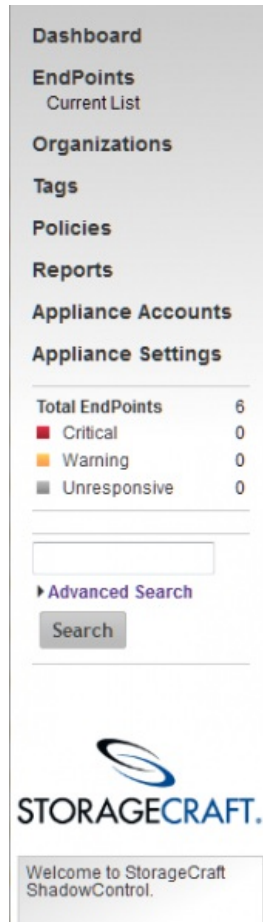 Dashboard
EndPoints
Current List
Organizations
Tags
Policies
Reports
Appliance Accounts
Appliance Settings
Total EndPoints 6
Critical 0
Warning 0
Unresponsive 0
Advanced Search
Search
STORAGECRAFT.
Welcome to StorageCraft
ShadowControl.